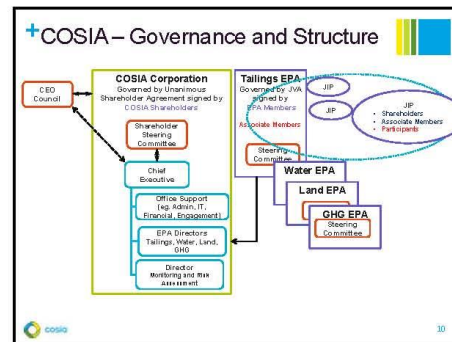 +COSIA – Governance and Structure
CEO
Council
COSIA Corporation
Governed by Unanimous
Shareholder Agreement signed by
COSIA Shareholders
Shareholder
Steering
Committee
Chief
Executive
Office Support
(eg. Admin, IT,
Financial, Engagement)
EPA Directors
Tailings, Water, Land,
GHG
Director
Monitoring and Risk
Assessment
Tailings EPA
Governed by JVA
signed by
EPA Members
Associate Members
Steering
Committee
JIP
JIP
JIP
• Shareholders
• Associate Members
• Participants
Water EPA
Land EPA
GHG EPA
Steering
Committee
cosia
10